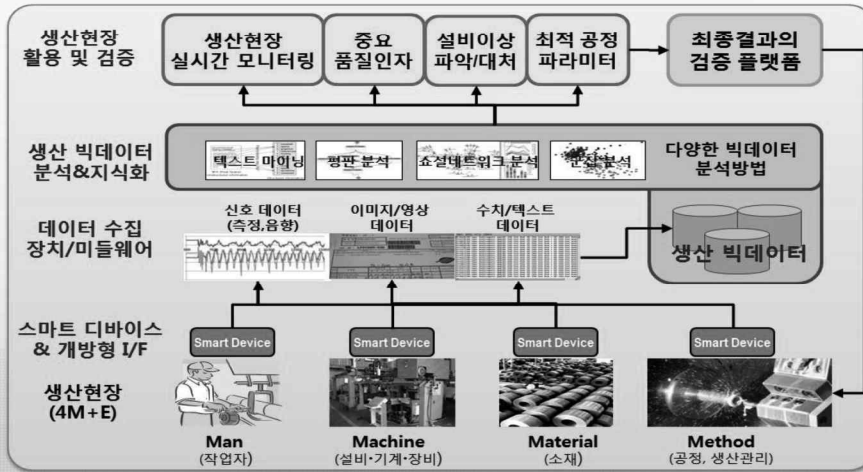 생산현장
활용 및 검증
생산현장
실시간 모니터링
중요
품질인자
설비이상
파악/대처
최적 공정
파라미터
최종결과의
검증 플랫폼
생산 빅데이터
분석&지식화
텍스트 마이닝
평판 분석
쇼설네트워크 분석
군산 분석
다양한 빅데이터
분석방법
데이터 수집
장치/미들웨어
신호 데이터
(측정,음향)
이미지/영상
데이터
수치/텍스트
데이터
생산 빅데이터
스마트 디바이스
& 개방형 I/F
Smart Device
Smart Device
Smart Device
Smart Device
생산현장
(4M+E)
Man
(작업자)
Machine
(설비·기계·장비)
Material
(소재)
Method
(공정, 생산관리)